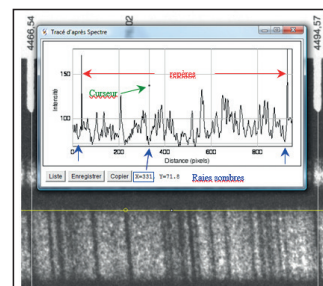 4466,54
02
4494,57
Tracé d'après Spectre
Intensité
150
100
repères
Curseur
0
200
400
600
800
Distance (pixels)
Liste
Enregistrer
Copier
X=331, Y=71.8
Raies sombres